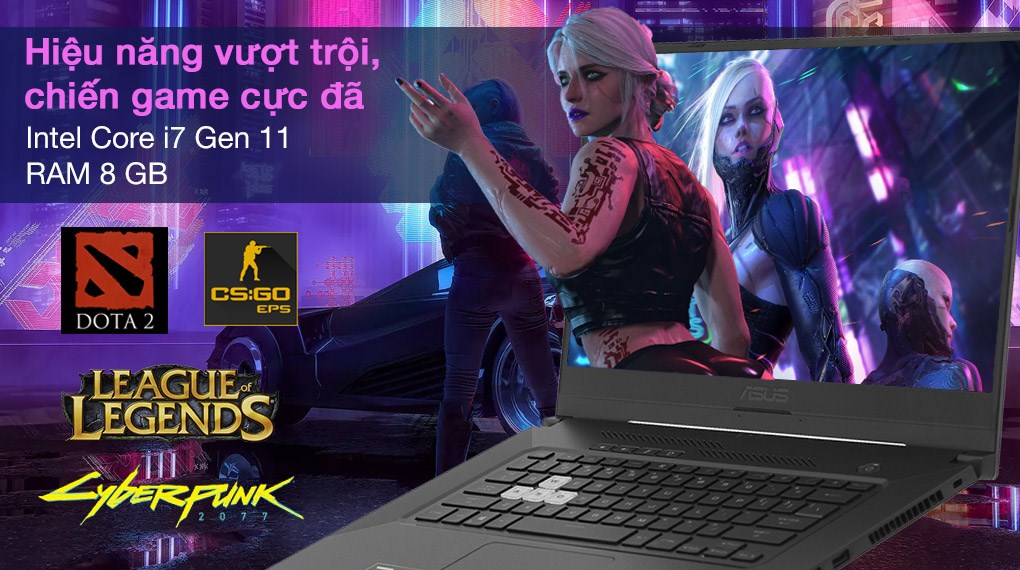 Hiệu năng vượt trội,
chiến game cực đã
Intel Core i7 Gen 11
RAM 8 GB
DOTA 2
CS:GO
EPS
LEAGUE of
LEGENDS
Cyberpunk
2077
ASUS